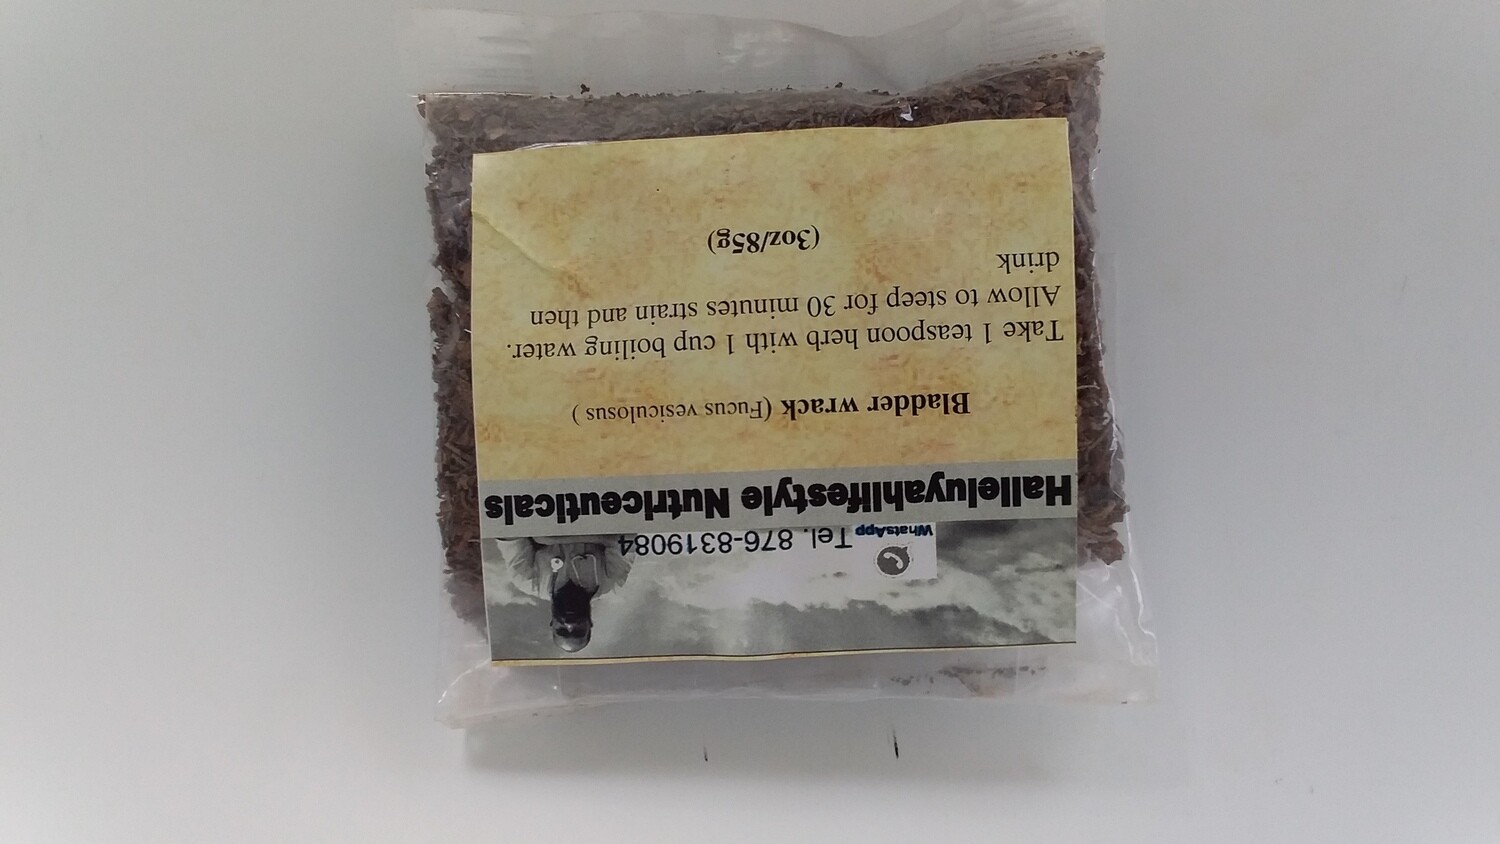 WhatsApp Tel. 876-8319084
Halleluyahlifestyle Nutriceuticals
Bladder wrack (Fucus vesiculosus )
Take 1 teaspoon herb with 1 cup boiling water.
Allow to steep for 30 minutes strain and then
drink
(3oz/85g)